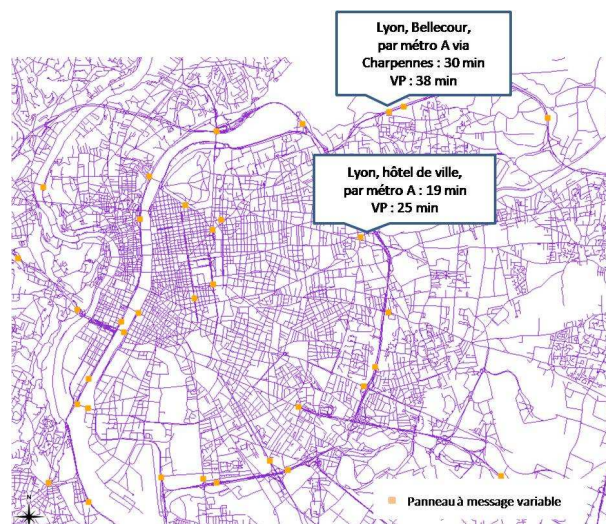 Lyon, Bellecour,
par métro A via
Charpennes : 30 min
VP : 38 min
Lyon, hôtel de ville,
par métro A : 19 min
VP : 25 min
N
Panneau à message variable